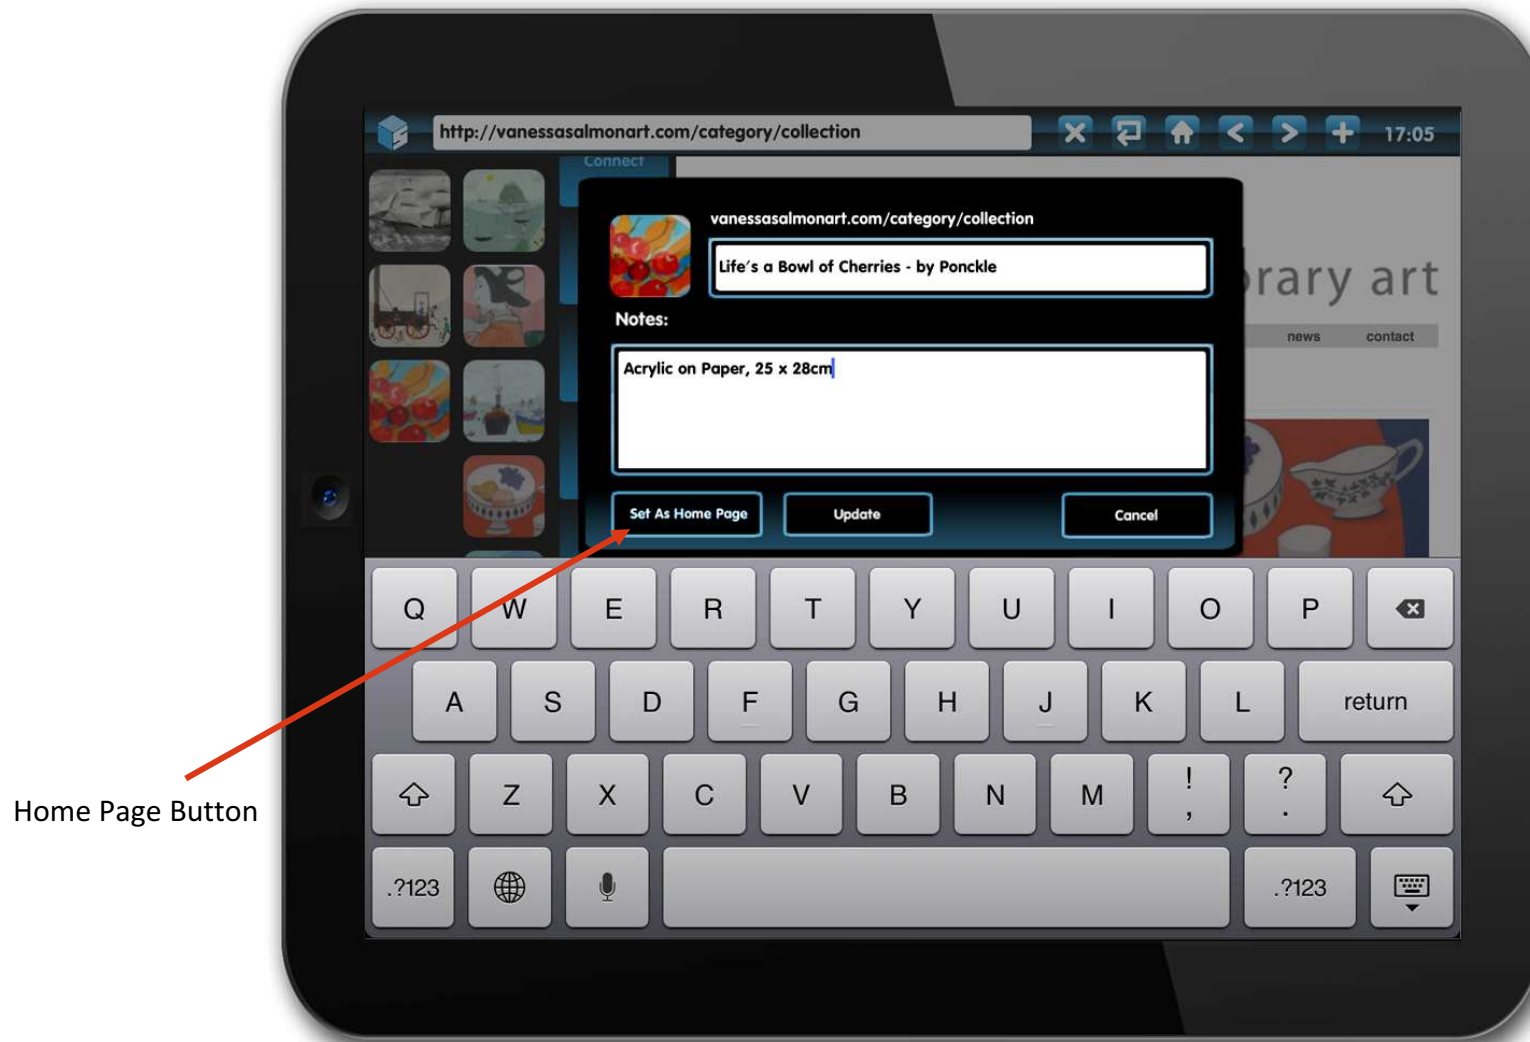 http://vanessasalmonart.com/category/collection
17:05
Connect
vanessasalmonart.com/category/collection
Life's a Bowl of Cherries - by Ponckle
rary art
Notes:
news contact
Acrylic on Paper, 25 x 28cm
Set As Home Page Update Cancel
Q W E R T Y U I O P
A S D F G H J K L return
Home Page Button
Z X C V B N M ! , ? .
.?123 .?123